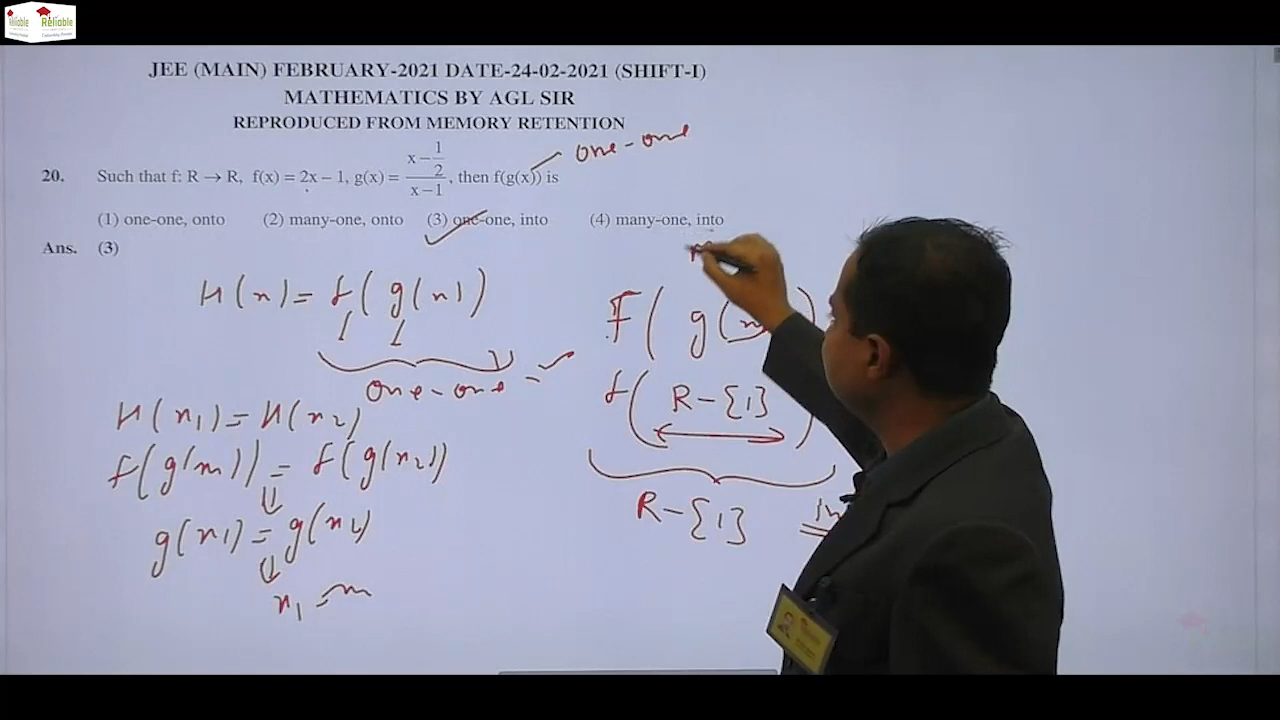 Reliable
Reliable
JEE (MAIN) FEBRUARY-2021 DATE-24-02-2021 (SHIFT-I)
MATHEMATICS BY AGL SIR
REPRODUCED FROM MEMORY RETENTION
one-one
20. Such that f: R → R, f(x) = 2x – 1, g(x) = (x – 1/2)/(x – 1), then f(g(x)) is
(1) one-one, onto (2) many-one, onto (3) one-one, into (4) many-one, into
Ans. (3)
H(x) = f(g(x))
F(g(x))
one-one
f(R-{1})
H(x1) = H(x2)
f(g(x1)) = f(g(x2))
R-{1}
g(x1) = g(x2)
x1 =